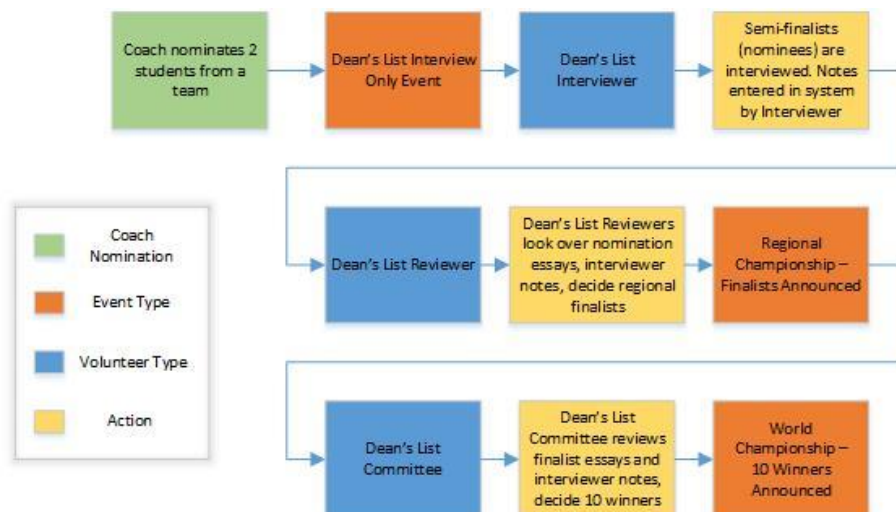 Coach nominates 2
students from a
team
Dean's List Interview
Only Event
Dean's List
Interviewer
Semi-finalists
(nominees) are
interviewed. Notes
entered in system
by Interviewer
Dean's List Reviewer
Dean's List Reviewers
look over nomination
essays, interviewer
notes, decide regional
finalists
Regional
Championship –
Finalists Announced
Coach
Nomination
Event Type
Volunteer Type
Action
Dean's List
Committee
Dean's List
Committee reviews
finalist essays and
interviewer notes,
decide 10 winners
World
Championship –
10 Winners
Announced